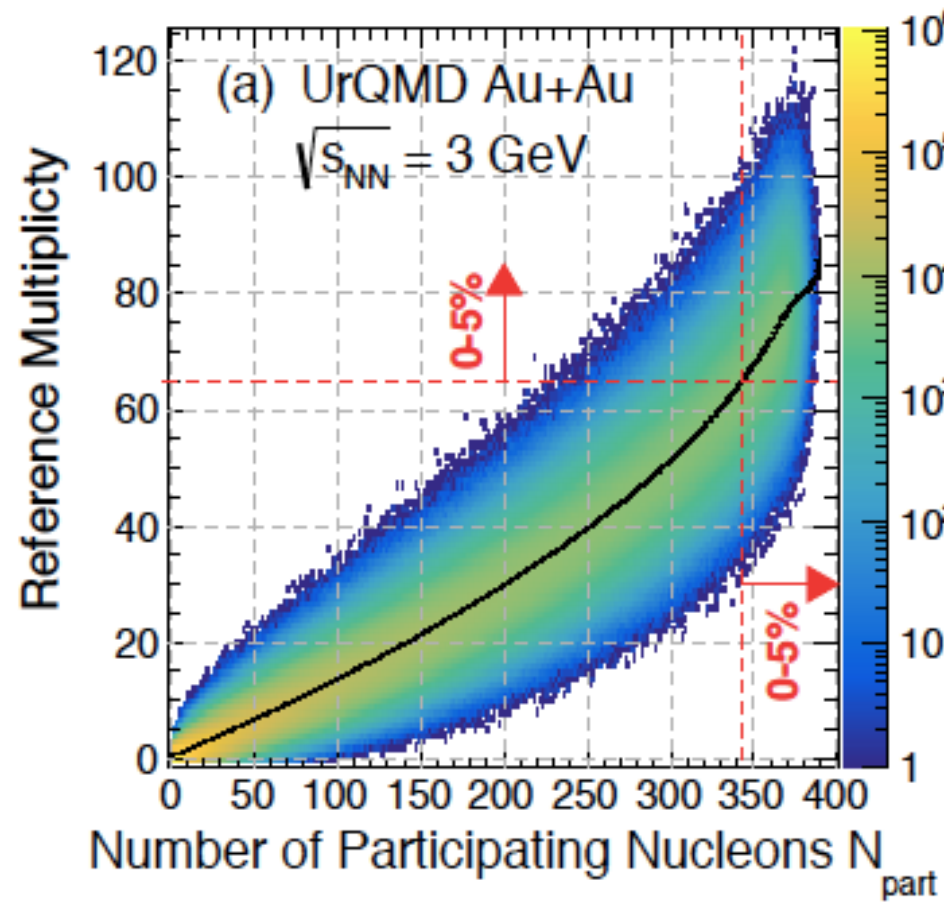 (a) UrQMD Au+Au
√sNN = 3 GeV
0-5%
0-5%
Reference Multiplicty
120
100
80
60
40
20
0
0 50 100 150 200 250 300 350 400
Number of Participating Nucleons Npart
10
1